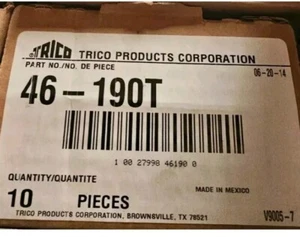 TRICO TRICO PRODUCTS CORPORATION
PART NO./NO. DE PIECE 06-20-14
46-190T
1 00 27998 46190 0
QUANTITY/QUANTITE
10 PIECES MADE IN MEXICO
TRICO PRODUCTS CORPORATION, BROWNSVILLE, TX 78521 V9005-7